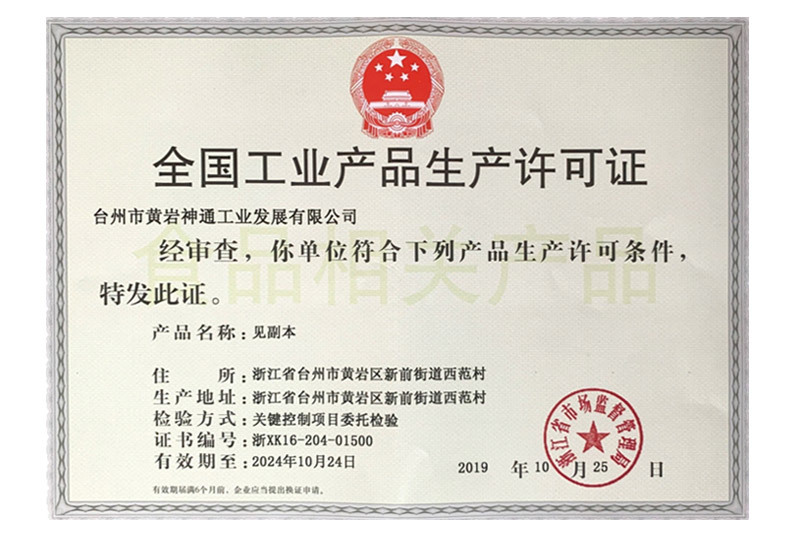 全国工业产品生产许可证
台州市黄岩神通工业发展有限公司
食品相关产品
经审查，你单位符合下列产品生产许可条件，
特发此证。
产品名称：见副本
住 所：浙江省台州市黄岩区新前街道西范村
生产地址：浙江省台州市黄岩区新前街道西范村
检验方式：关键控制项目委托检验
证书编号：浙XK16-204-01500
有效期至：2024年10月24日
2019 年 10 月 25 日
浙江省市场监督管理局
有效期届满6个月前，企业应当提出换证申请。